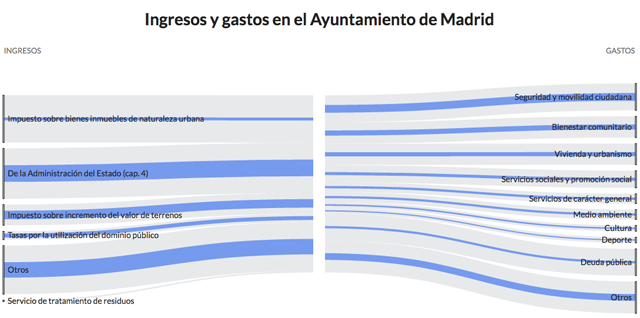 Ingresos y gastos en el Ayuntamiento de Madrid
INGRESOS
GASTOS
Impuesto sobre bienes inmuebles de naturaleza urbana
De la Administración del Estado (cap. 4)
Impuesto sobre incremento del valor de terrenos
Tasas por la utilización del dominio público
Otros
Servicio de tratamiento de residuos
Seguridad y movilidad ciudadana
Bienestar comunitario
Vivienda y urbanismo
Servicios sociales y promoción social
Servicios de carácter general
Medio ambiente
Cultura
Deporte
Deuda pública
Otros